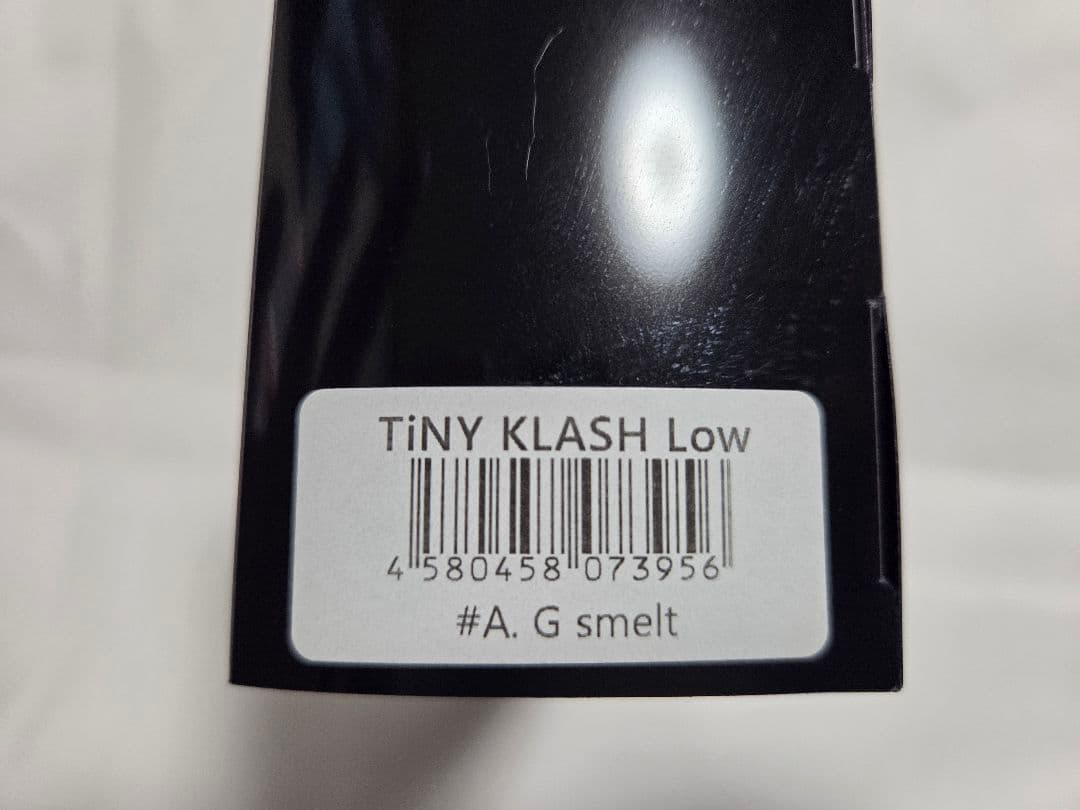 TiNY KLASH Low
4 580458 073956
#A. G smelt